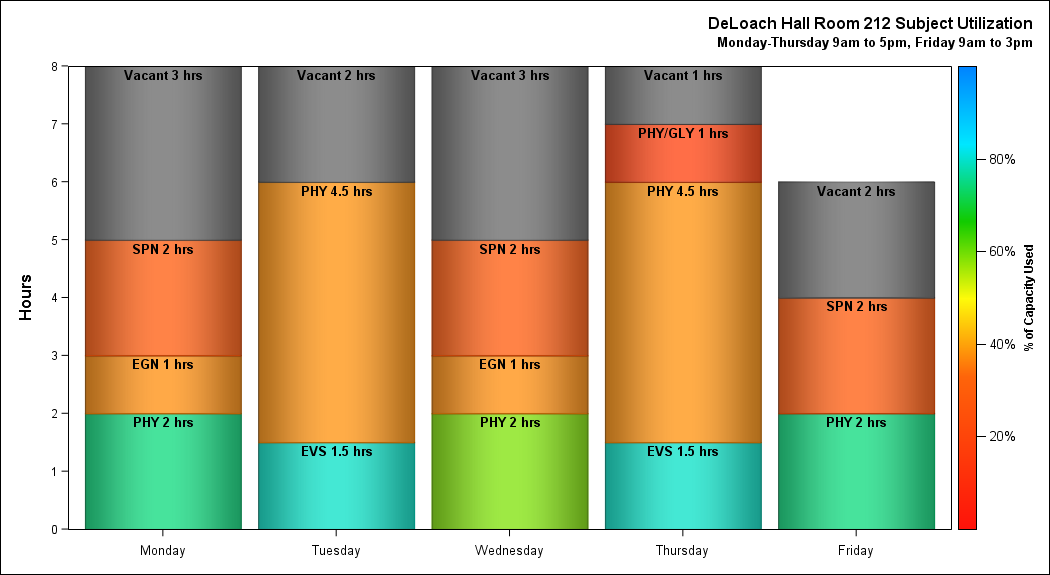 DeLoach Hall Room 212 Subject Utilization
Monday-Thursday 9am to 5pm, Friday 9am to 3pm
Hours
8
7
6
5
4
3
2
1
0
Vacant 3 hrs
SPN 2 hrs
EGN 1 hrs
PHY 2 hrs
Vacant 2 hrs
PHY 4.5 hrs
EVS 1.5 hrs
Vacant 3 hrs
SPN 2 hrs
EGN 1 hrs
PHY 2 hrs
Vacant 1 hrs
PHY/GLY 1 hrs
PHY 4.5 hrs
EVS 1.5 hrs
Vacant 2 hrs
SPN 2 hrs
PHY 2 hrs
Monday
Tuesday
Wednesday
Thursday
Friday
80%
60%
40%
20%
% of Capacity Used